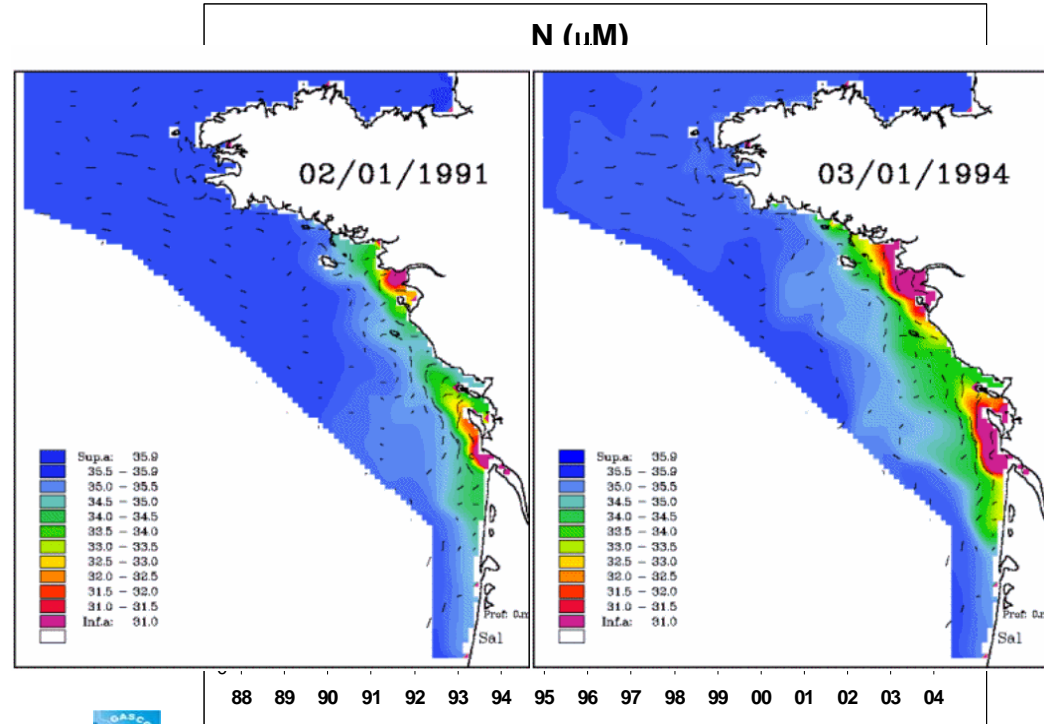 N (μM)
02/01/1991
03/01/1994
Sup.a: 35.9
35.5 – 35.9
35.0 – 35.5
34.5 – 35.0
34.0 – 34.5
33.5 – 34.0
33.0 – 33.5
32.5 – 33.0
32.0 – 32.5
31.5 – 32.0
31.0 – 31.5
Inf.a: 31.0
Prof: 0.m
Sal
Sup.a: 35.9
35.5 – 35.9
35.0 – 35.5
34.5 – 35.0
34.0 – 34.5
33.5 – 34.0
33.0 – 33.5
32.5 – 33.0
32.0 – 32.5
31.5 – 32.0
31.0 – 31.5
Inf.a: 31.0
Prof: 0.m
Sal
88 89 90 91 92 93 94 95 96 97 98 99 00 01 02 03 04
GASCO